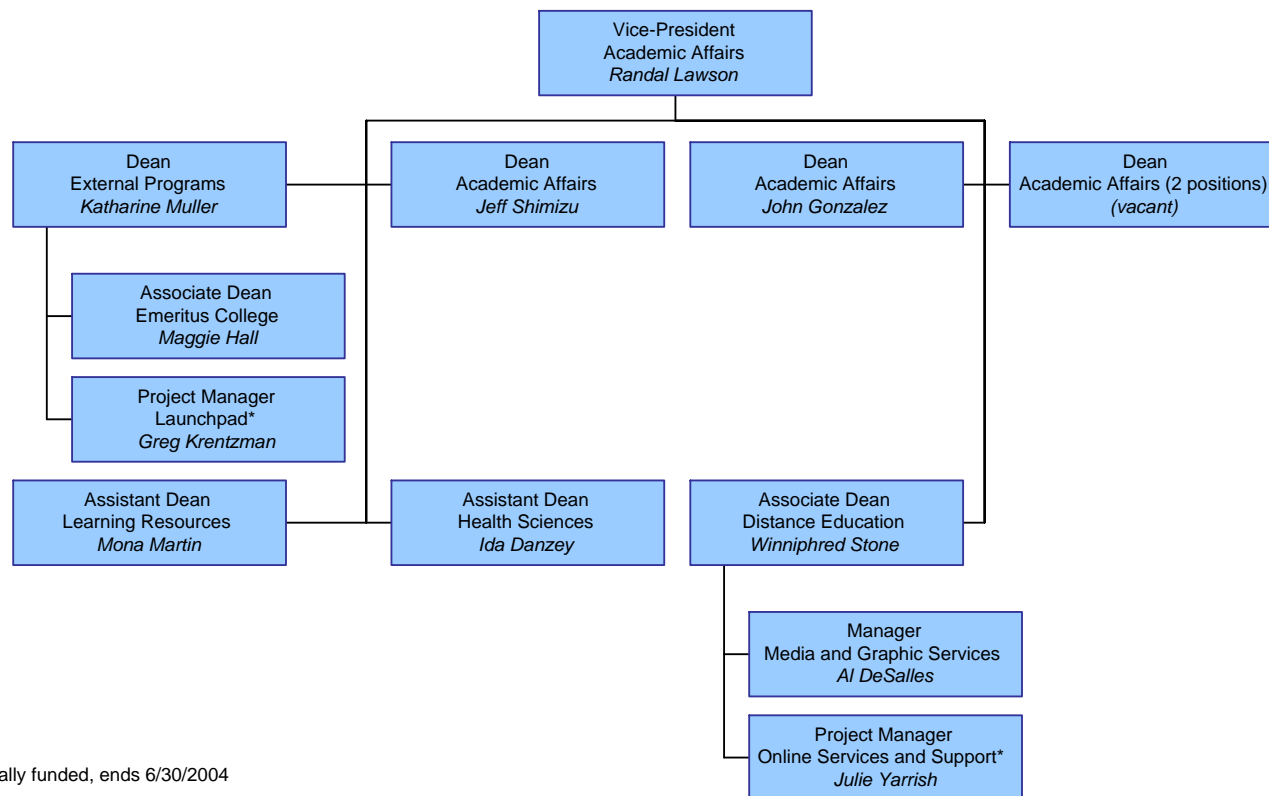 Vice-President
Academic Affairs
Randal Lawson
Dean
External Programs
Katharine Muller
Dean
Academic Affairs
Jeff Shimizu
Dean
Academic Affairs
John Gonzalez
Dean
Academic Affairs (2 positions)
(vacant)
Associate Dean
Emeritus College
Maggie Hall
Project Manager
Launchpad*
Greg Krentzman
Assistant Dean
Learning Resources
Mona Martin
Assistant Dean
Health Sciences
Ida Danzey
Associate Dean
Distance Education
Winniphred Stone
Manager
Media and Graphic Services
Al DeSalles
Project Manager
Online Services and Support*
Julie Yarrish
funded, ends 6/30/2004